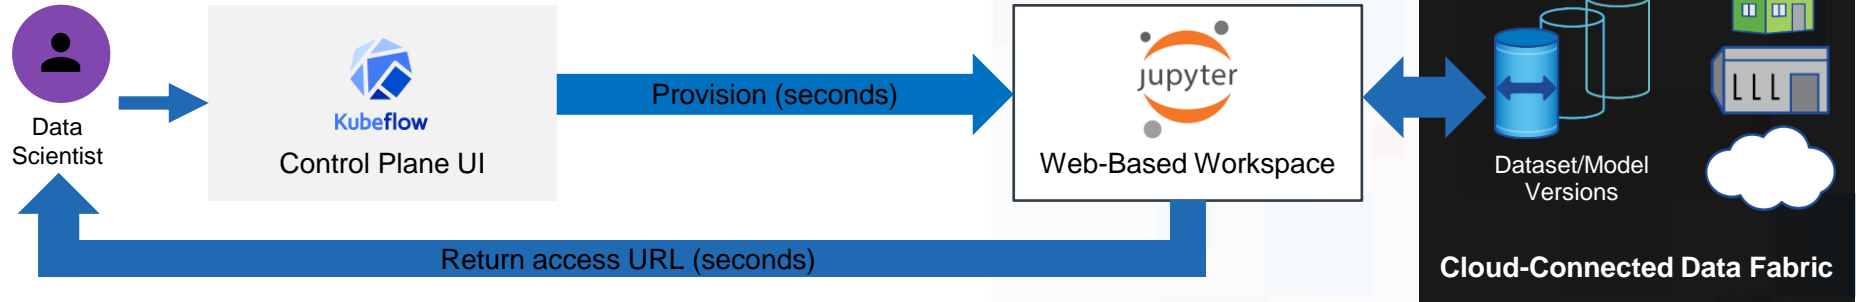 Data
Scientist
Kubeflow
Control Plane UI
Provision (seconds)
jupyter
Web-Based Workspace
Dataset/Model
Versions
Return access URL (seconds)
Cloud-Connected Data Fabric